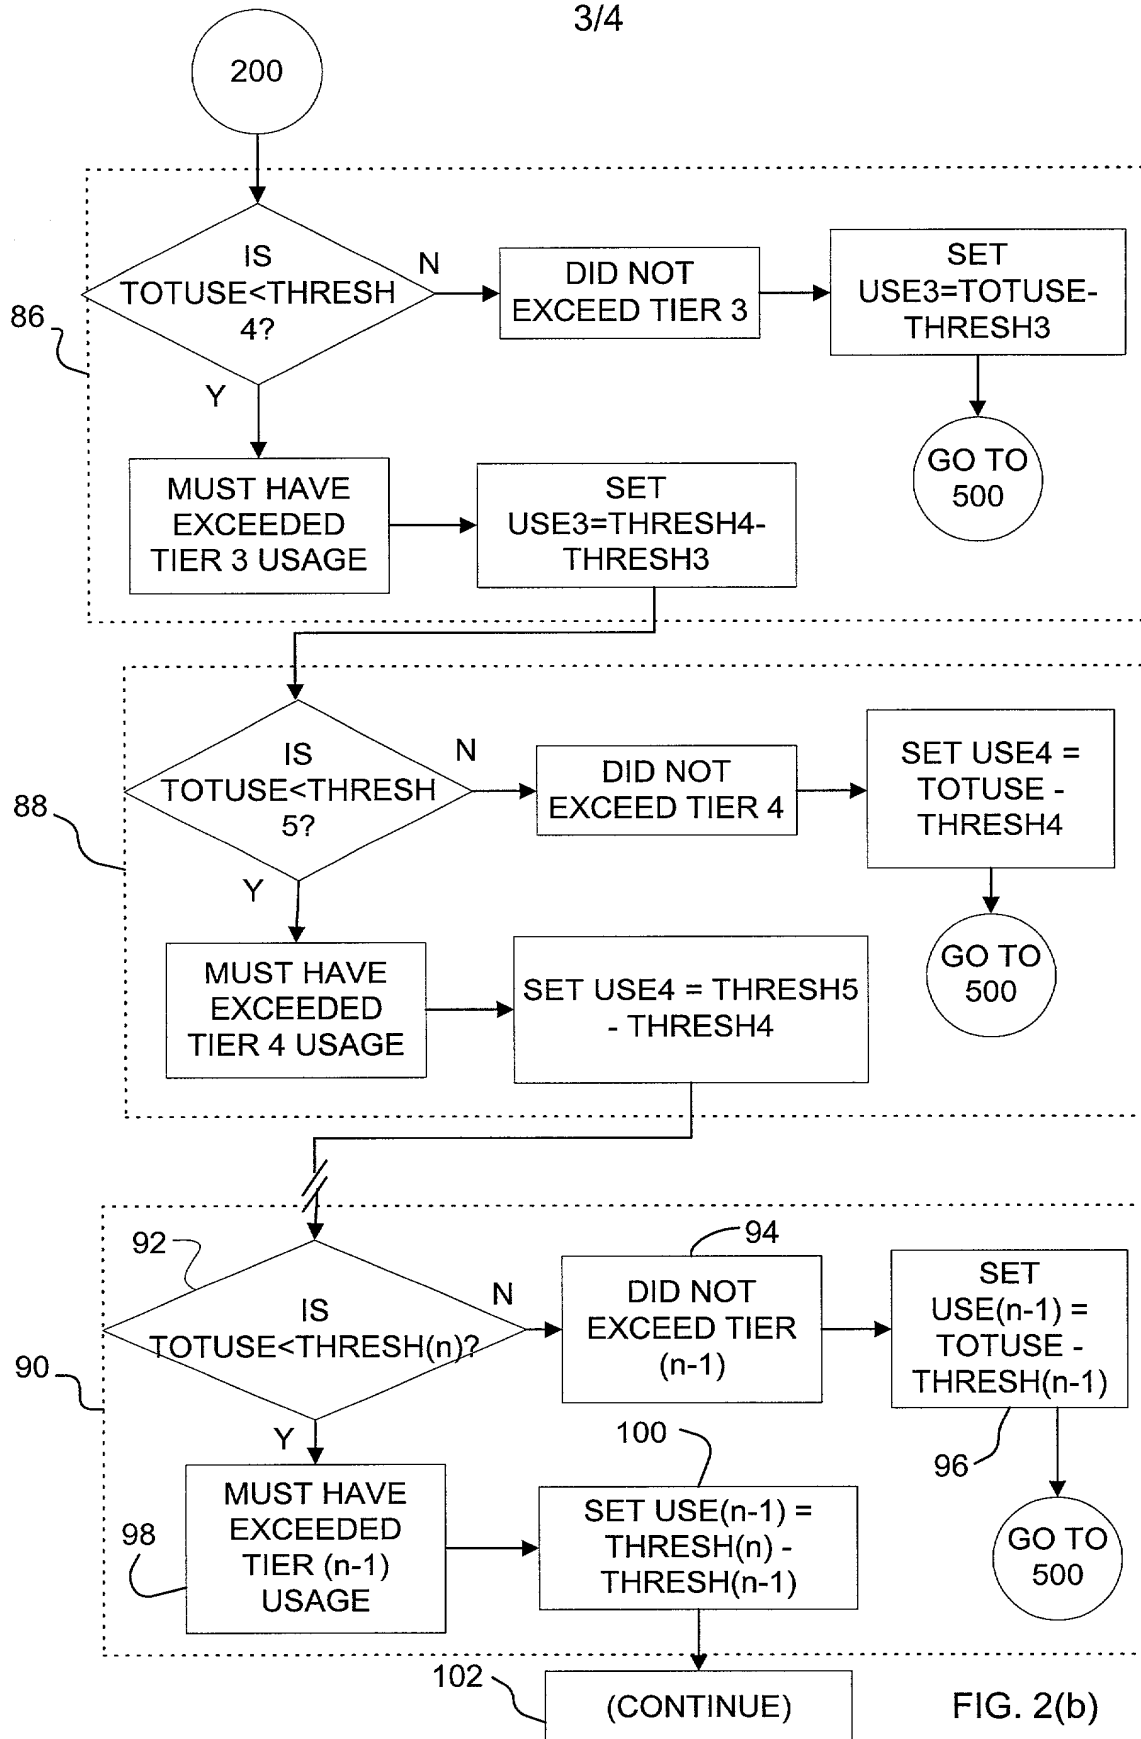 3/4
200
86
IS
TOTUSE<THRESH
4?
N
Y
DID NOT
EXCEED TIER 3
SET
USE3=TOTUSE-
THRESH3
GO TO
500
MUST HAVE
EXCEEDED
TIER 3 USAGE
SET
USE3=THRESH4-
THRESH3
88
IS
TOTUSE<THRESH
5?
N
Y
DID NOT
EXCEED TIER 4
SET USE4 =
TOTUSE -
THRESH4
GO TO
500
MUST HAVE
EXCEEDED
TIER 4 USAGE
SET USE4 = THRESH5
- THRESH4
90
92
IS
TOTUSE<THRESH(n)?
N
Y
94
DID NOT
EXCEED TIER
(n-1)
SET
USE(n-1) =
TOTUSE -
THRESH(n-1)
96
GO TO
500
98
MUST HAVE
EXCEEDED
TIER (n-1)
USAGE
100
SET USE(n-1) =
THRESH(n) -
THRESH(n-1)
102
(CONTINUE)
FIG. 2(b)